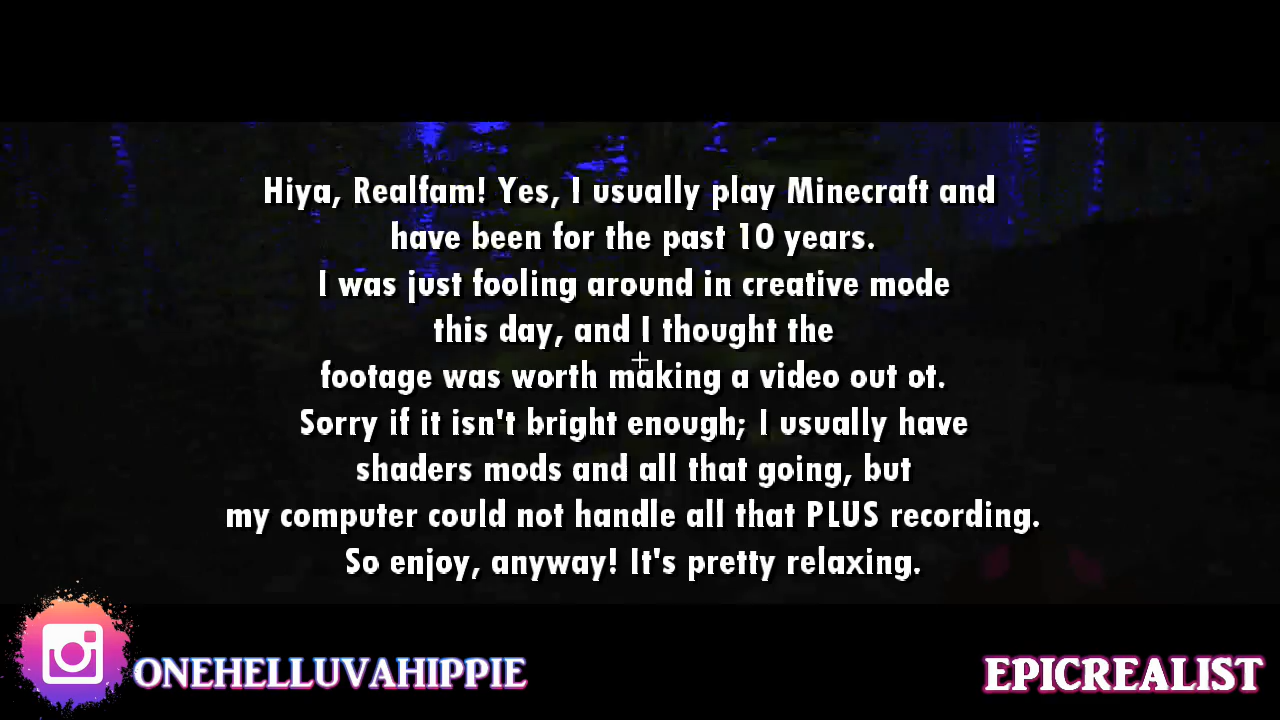 Hiya, Realfam! Yes, I usually play Minecraft and
have been for the past 10 years.
I was just fooling around in creative mode
this day, and I thought the
footage was worth making a video out ot.
Sorry if it isn't bright enough; I usually have
shaders mods and all that going, but
my computer could not handle all that PLUS recording.
So enjoy, anyway! It's pretty relaxing.
ONEHELLUVAHIPPIE
EPICREALIST